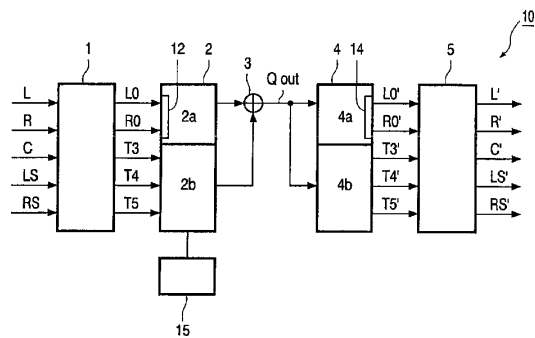 10
1 12 2 3 4 14 5
Q out
L L0 2a 4a L0' L'
R R0 R0' R'
C T3 T3' C'
LS T4 2b 4b T4' LS'
RS T5 T5' RS'
15